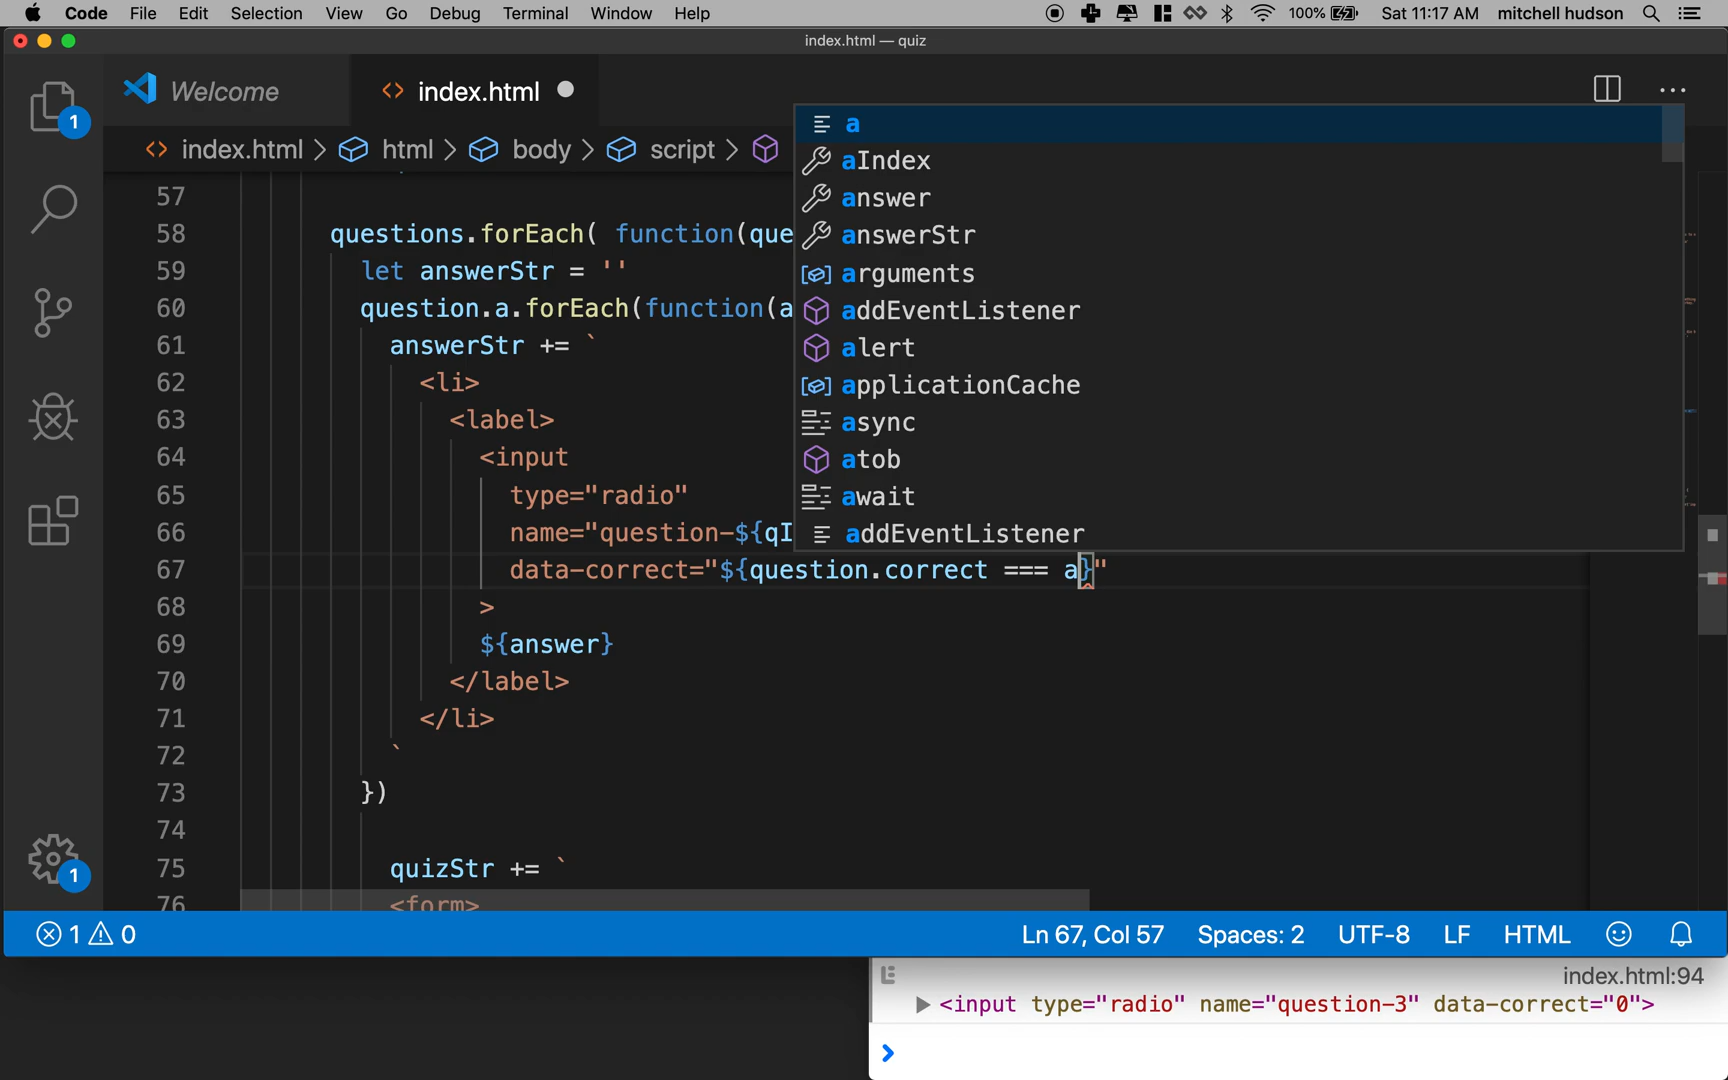 Code File Edit Selection View Go Debug Terminal Window Help 100% Sat 11:17 AM mitchell hudson
index.html — quiz
Welcome index.html
index.html > html > body > script >
57
58 questions.forEach( function(que
59 let answerStr = ''
60 question.a.forEach(function(a
61 answerStr += `
62 <li>
63 <label>
64 <input
65 type="radio"
66 name="question-${qI
67 data-correct="${question.correct === a}"
68 >
69 ${answer}
70 </label>
71 </li>
72 `
73 })
74
75 quizStr += `
76 <form>
a
aIndex
answer
answerStr
arguments
addEventListener
alert
applicationCache
async
atob
await
addEventListener
1
1
1 0 Ln 67, Col 57 Spaces: 2 UTF-8 LF HTML
index.html:94
<input type="radio" name="question-3" data-correct="0">